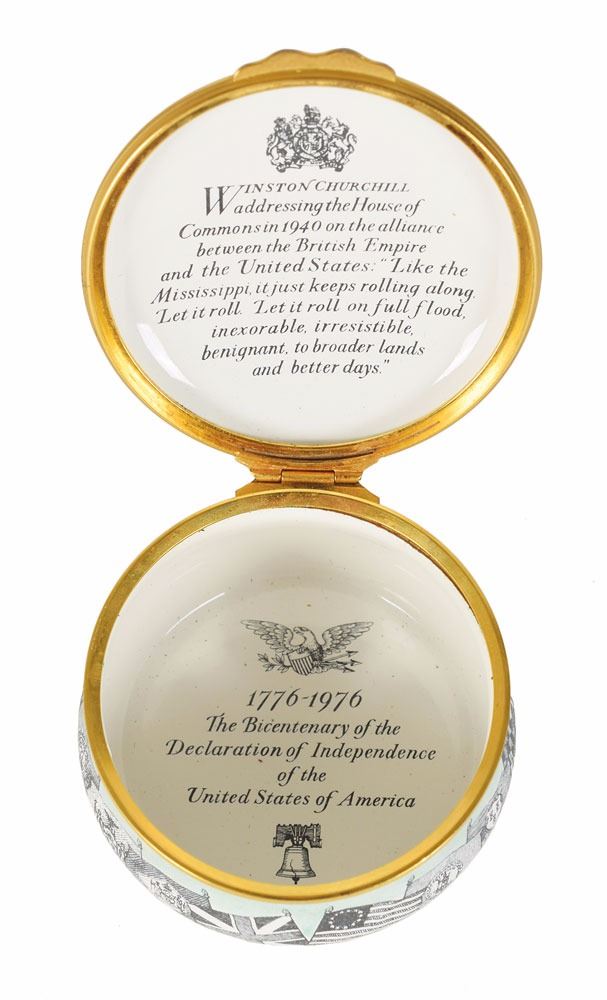 WINSTON CHURCHILL
addressing the House of
Commons in 1940 on the alliance
between the British Empire
and the United States: "Like the
Mississippi, it just keeps rolling along.
Let it roll. Let it roll on full flood,
inexorable, irresistible,
benignant, to broader lands
and better days."
1776-1976
The Bicentenary of the
Declaration of Independence
of the
United States of America